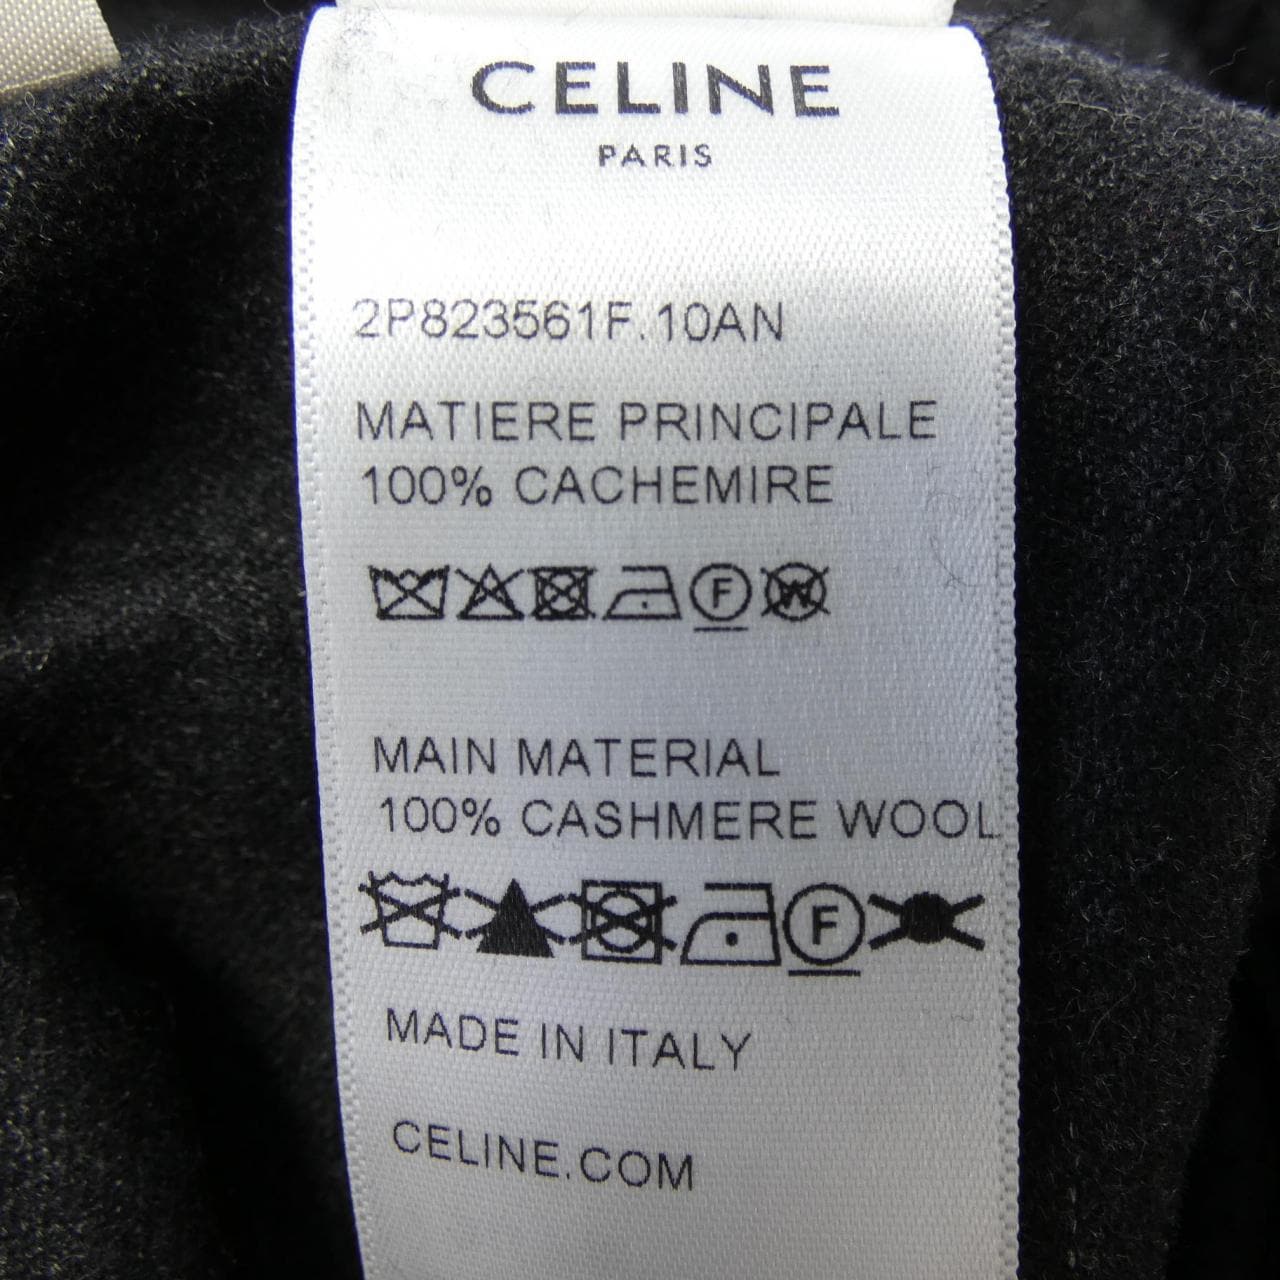 CELINE
PARIS
2P823561F.10AN
MATIERE PRINCIPALE
100% CACHEMIRE
F W
MAIN MATERIAL
100% CASHMERE WOOL
F
MADE IN ITALY
CELINE.COM